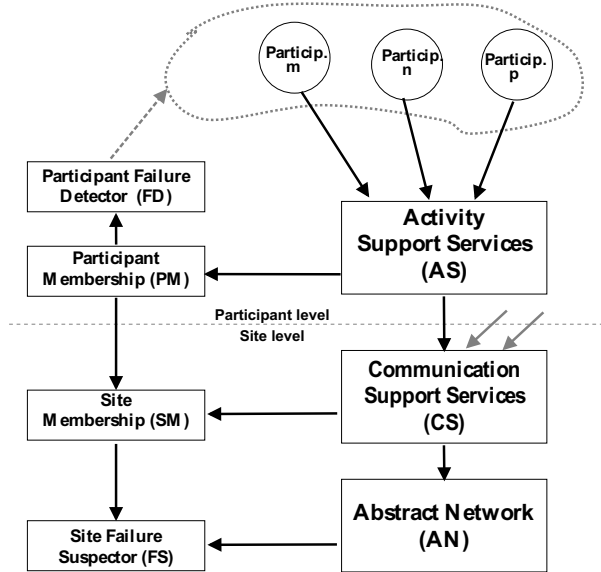 Particip.
m
Particip.
n
Particip.
p
Participant Failure
Detector (FD)
Activity
Support Services
(AS)
Participant
Membership (PM)
Participant level
Site level
Communication
Support Services
(CS)
Site
Membership (SM)
Abstract Network
(AN)
Site Failure
Suspector (FS)